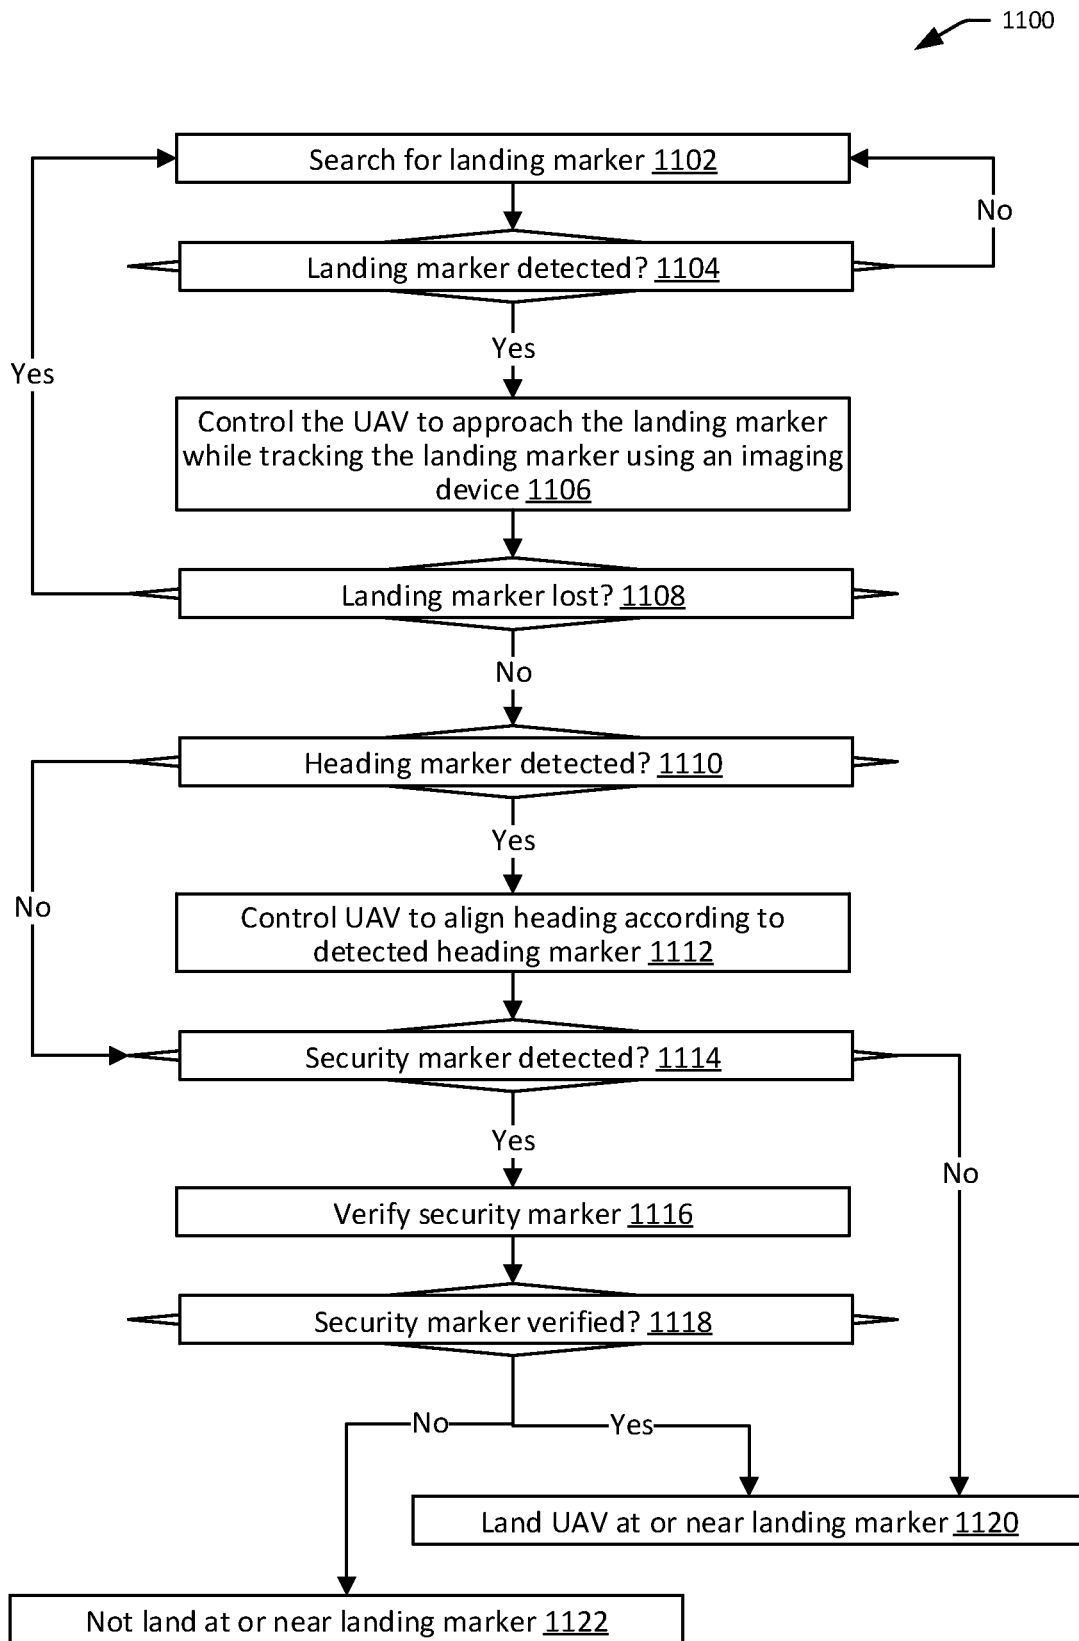 1100
Search for landing marker 1102
No
Landing marker detected? 1104
Yes
Yes
Control the UAV to approach the landing marker
while tracking the landing marker using an imaging
device 1106
Landing marker lost? 1108
No
Heading marker detected? 1110
Yes
No
Control UAV to align heading according to
detected heading marker 1112
Security marker detected? 1114
Yes
No
Verify security marker 1116
Security marker verified? 1118
No
Yes
Land UAV at or near landing marker 1120
Not land at or near landing marker 1122